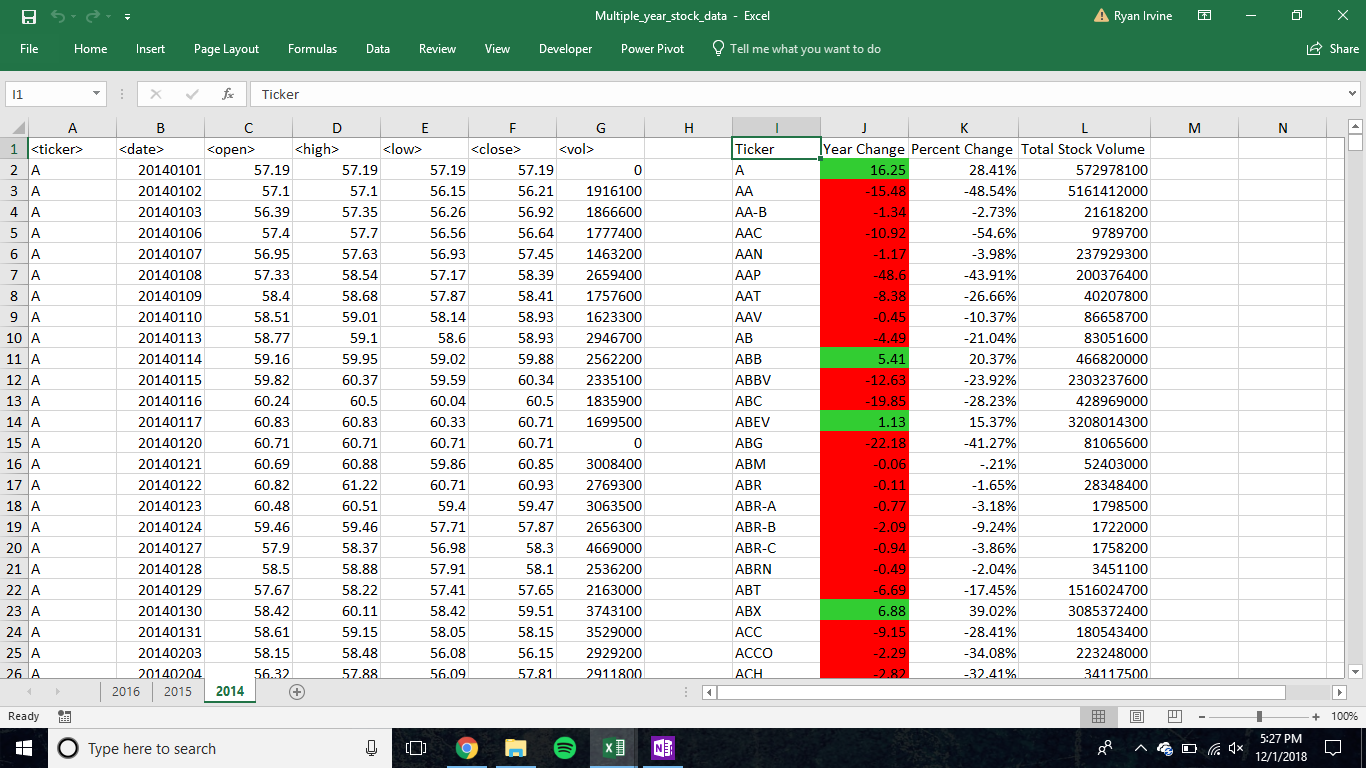 Multiple_year_stock_data - Excel
Ryan Irvine
File Home Insert Page Layout Formulas Data Review View Developer Power Pivot Tell me what you want to do Share
I1 fx Ticker
A B C D E F G H I J K L M N
1 <ticker> <date> <open> <high> <low> <close> <vol> Ticker Year Change Percent Change Total Stock Volume
2 A 20140101 57.19 57.19 57.19 57.19 0 A 16.25 28.41% 572978100
3 A 20140102 57.1 57.1 56.15 56.21 1916100 AA -15.48 -48.54% 5161412000
4 A 20140103 56.39 57.35 56.26 56.92 1866600 AA-B -1.34 -2.73% 21618200
5 A 20140106 57.4 57.7 56.56 56.64 1777400 AAC -10.92 -54.6% 9789700
6 A 20140107 56.95 57.63 56.93 57.45 1463200 AAN -1.17 -3.98% 237929300
7 A 20140108 57.33 58.54 57.17 58.39 2659400 AAP -48.6 -43.91% 200376400
8 A 20140109 58.4 58.68 57.87 58.41 1757600 AAT -8.38 -26.66% 40207800
9 A 20140110 58.51 59.01 58.14 58.93 1623300 AAV -0.45 -10.37% 86658700
10 A 20140113 58.77 59.1 58.6 58.93 2946700 AB -4.49 -21.04% 83051600
11 A 20140114 59.16 59.95 59.02 59.88 2562200 ABB 5.41 20.37% 466820000
12 A 20140115 59.82 60.37 59.59 60.34 2335100 ABBV -12.63 -23.92% 2303237600
13 A 20140116 60.24 60.5 60.04 60.5 1835900 ABC -19.85 -28.23% 428969000
14 A 20140117 60.83 60.83 60.33 60.71 1699500 ABEV 1.13 15.37% 3208014300
15 A 20140120 60.71 60.71 60.71 60.71 0 ABG -22.18 -41.27% 81065600
16 A 20140121 60.69 60.88 59.86 60.85 3008400 ABM -0.06 -.21% 52403000
17 A 20140122 60.82 61.22 60.71 60.93 2769300 ABR -0.11 -1.65% 28348400
18 A 20140123 60.48 60.51 59.4 59.47 3063500 ABR-A -0.77 -3.18% 1798500
19 A 20140124 59.46 59.46 57.71 57.87 2656300 ABR-B -2.09 -9.24% 1722000
20 A 20140127 57.9 58.37 56.98 58.3 4669000 ABR-C -0.94 -3.86% 1758200
21 A 20140128 58.5 58.88 57.91 58.1 2536200 ABRN -0.49 -2.04% 3451100
22 A 20140129 57.67 58.22 57.41 57.65 2163000 ABT -6.69 -17.45% 1516024700
23 A 20140130 58.42 60.11 58.42 59.51 3743100 ABX 6.88 39.02% 3085372400
24 A 20140131 58.61 59.15 58.05 58.15 3529000 ACC -9.15 -28.41% 180543400
25 A 20140203 58.15 58.48 56.08 56.15 2929200 ACCO -2.29 -34.08% 223248000
26 A 20140204 56.32 57.88 56.09 57.81 2911800 ACH -2.82 -32.41% 34117500
2016 2015 2014
Ready 100%
Type here to search
5:27 PM
12/1/2018